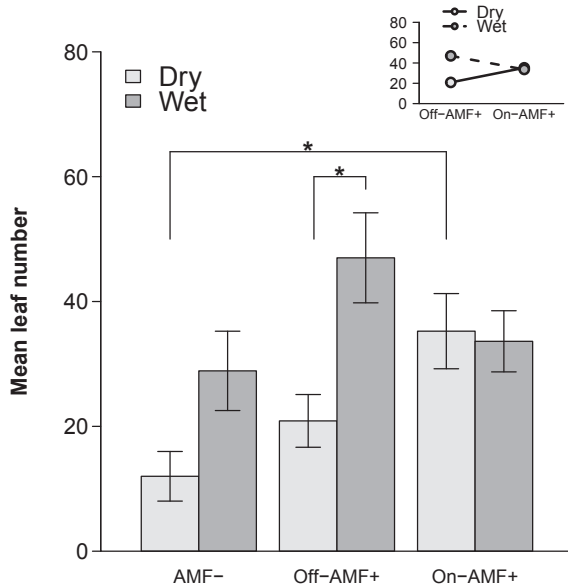 Dry
Wet
80
60
40
20
0
Off−AMF+ On−AMF+
80
60
40
20
0
Mean leaf number
Dry
Wet
*
*
AMF− Off−AMF+ On−AMF+